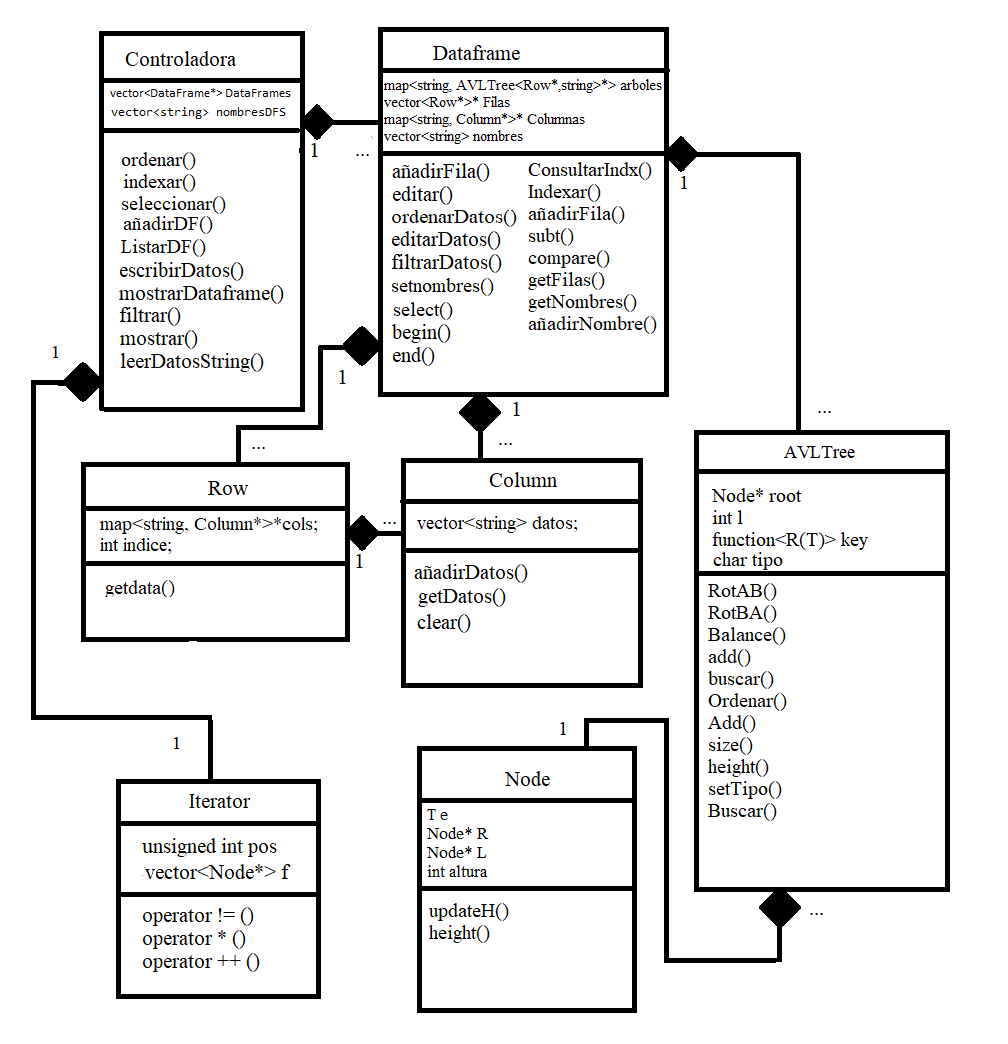 Controladora
vector<DataFrame*> DataFrames
vector<string> nombresDFS
ordenar()
indexar()
seleccionar()
añadirDF()
ListarDF()
escribirDatos()
mostrarDataframe()
filtrar()
mostrar()
leerDatosString()
1
...
1
Dataframe
map<string, AVLTree<Row*,string>*> arboles
vector<Row*>* Filas
map<string, Column*>* Columnas
vector<string> nombres
añadirFila()
editar()
ordenarDatos()
editarDatos()
filtrarDatos()
setnombres()
select()
begin()
end()
ConsultarIndx()
Indexar()
añadirFila()
subt()
compare()
getFilas()
getNombres()
añadirNombre()
1
...
1
...
1
...
Row
map<string, Column*>*cols;
int indice;
getdata()
...
1
Column
vector<string> datos;
añadirDatos()
getDatos()
clear()
AVLTree
Node* root
int l
function<R(T)> key
char tipo
RotAB()
RotBA()
Balance()
add()
buscar()
Ordenar()
Add()
size()
height()
setTipo()
Buscar()
...
1
Node
T e
Node* R
Node* L
int altura
updateH()
height()
1
Iterator
unsigned int pos
vector<Node*> f
operator != ()
operator * ()
operator ++ ()